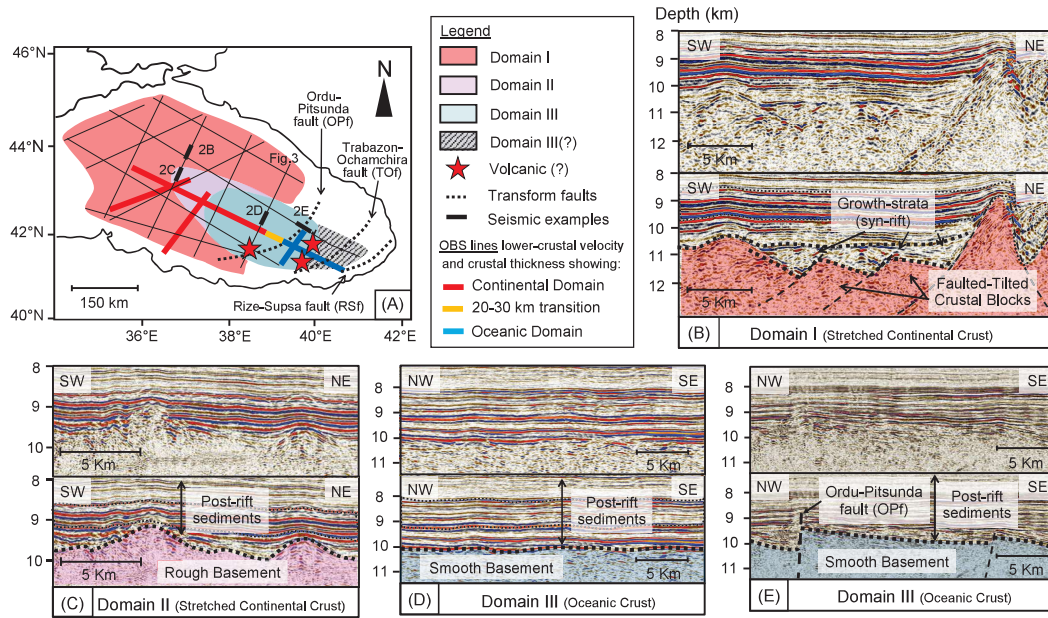 46°N
44°N
42°N
40°N
36°E
38°E
40°E
42°E
N
Ordu-
Pitsunda
fault (OPf)
Trabazon-
Ochamchira
fault (TOf)
2B
2C
Fig.3
2D
2E
150 km
Rize-Supsa fault (RSf)
(A)
Legend
Domain I
Domain II
Domain III
Domain III(?)
Volcanic (?)
Transform faults
Seismic examples
OBS lines lower-crustal velocity
and crustal thickness showing:
Continental Domain
20-30 km transition
Oceanic Domain
Depth (km)
8
SW
NE
9
10
11
12
5 Km
8
SW
NE
9
Growth-strata
(syn-rift)
10
11
12
5 Km
Faulted-Tilted
Crustal Blocks
(B)
Domain I (Stretched Continental Crust)
8
SW
NE
9
10
5 Km
8
SW
NE
Post-rift
sediments
9
10
5 Km
Rough Basement
(C)
Domain II (Stretched Continental Crust)
8
NW
SE
9
10
11
5 Km
NW
SE
8
Post-rift
sediments
9
10
11
Smooth Basement
5 Km
(D)
Domain III (Oceanic Crust)
8
NW
SE
9
10
11
5 Km
8
NW
SE
Ordu-Pitsunda
fault (OPf)
Post-rift
sediments
9
10
11
Smooth Basement
5 Km
(E)
Domain III (Oceanic Crust)